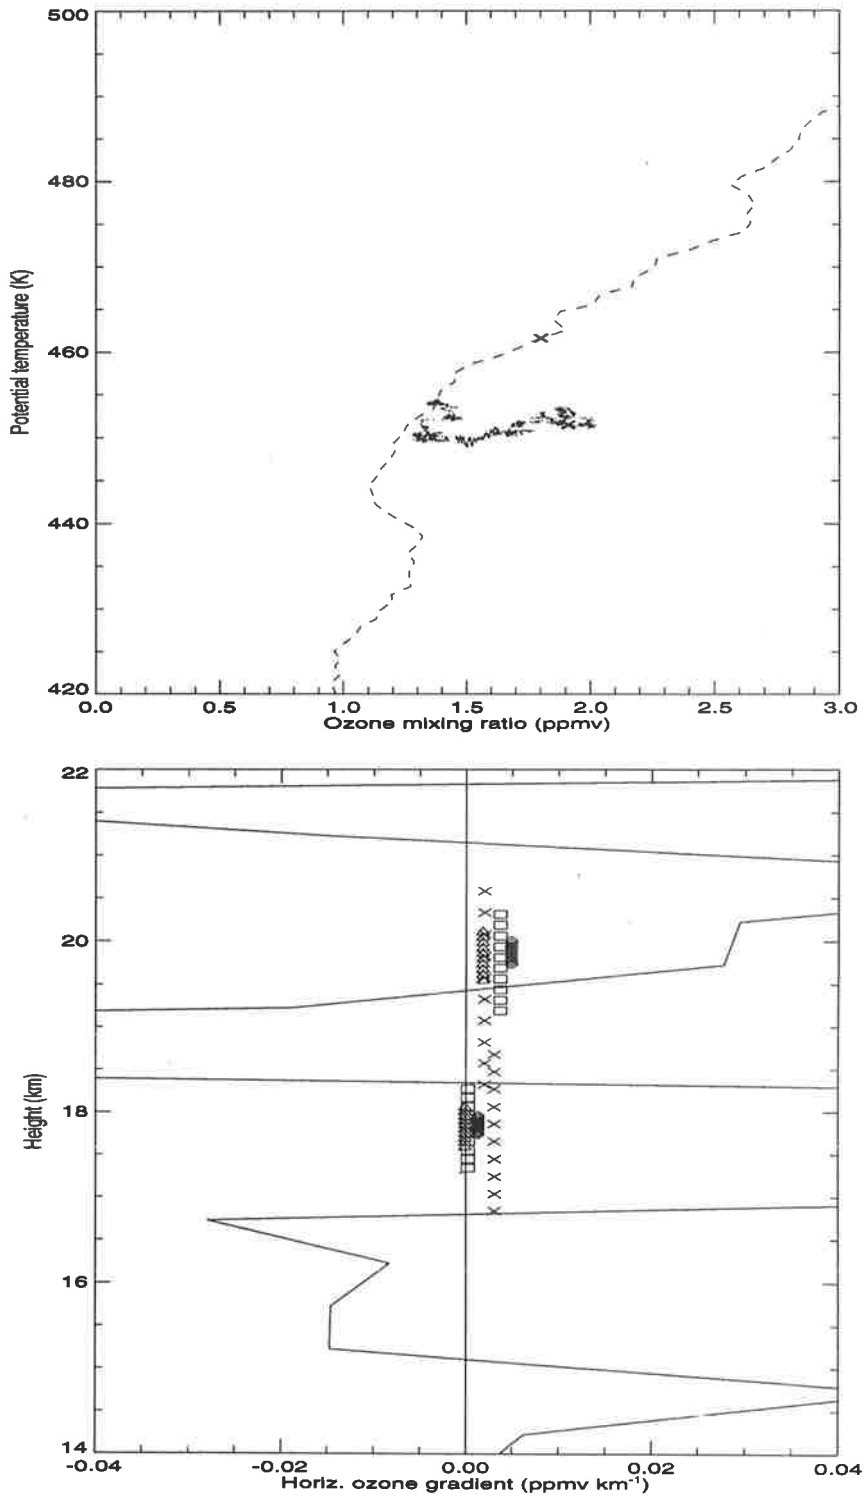 500
480
460
440
420
Potential temperature (K)
0.0 0.5 1.0 1.5 2.0 2.5 3.0
Ozone mixing ratio (ppmv)
22
20
18
16
14
Height (km)
-0.04 -0.02 0.00 0.02 0.04
Horiz. ozone gradient (ppmv km⁻¹)